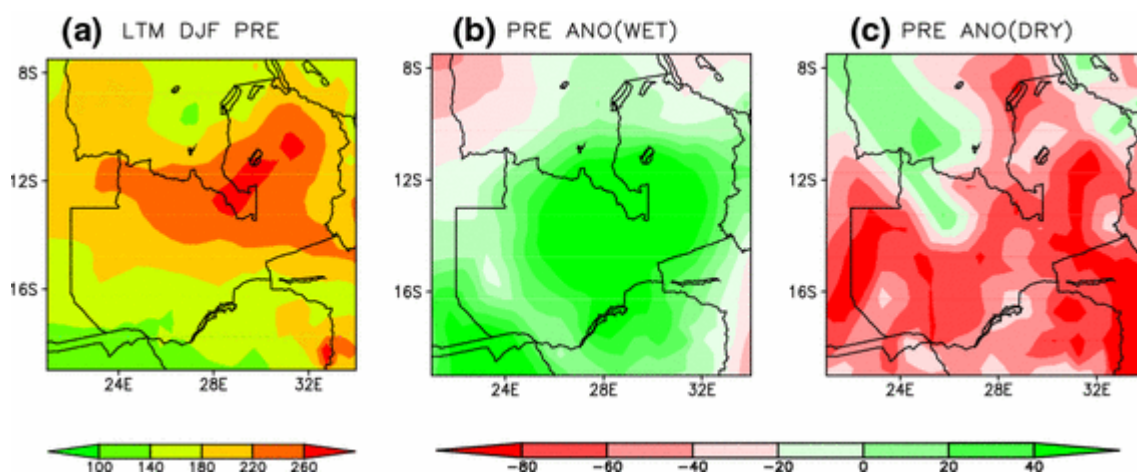 (a) LTM DJF PRE
(b) PRE ANO(WET)
(c) PRE ANO(DRY)
8S
12S
16S
24E 28E 32E
8S
12S
16S
24E 28E 32E
8S
12S
16S
24E 28E 32E
100 140 180 220 260
−80 −60 −40 −20 0 20 40